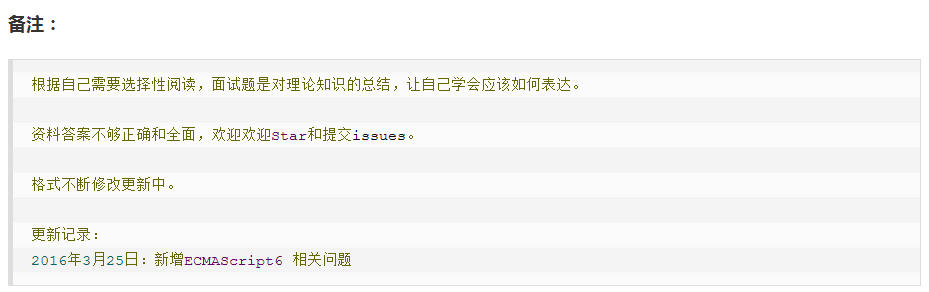 备注：
根据自己需要选择性阅读，面试题是对理论知识的总结，让自己学会应该如何表达。
资料答案不够正确和全面，欢迎欢迎Star和提交issues。
格式不断修改更新中。
更新记录：
2016年3月25日：新增ECMAScript6 相关问题